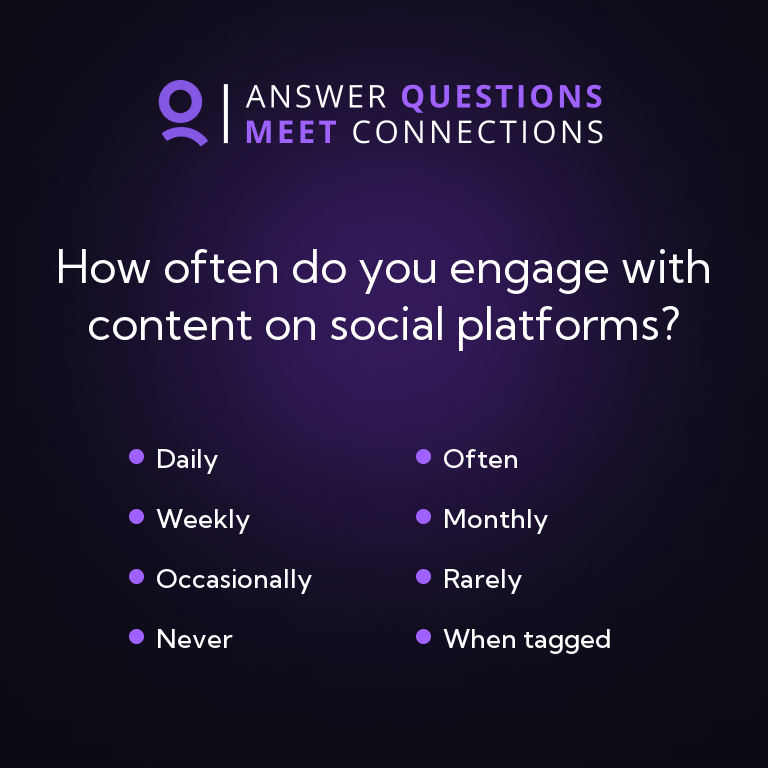 ANSWER QUESTIONS
MEET CONNECTIONS
How often do you engage with
content on social platforms?
Daily
Often
Weekly
Monthly
Occasionally
Rarely
Never
When tagged